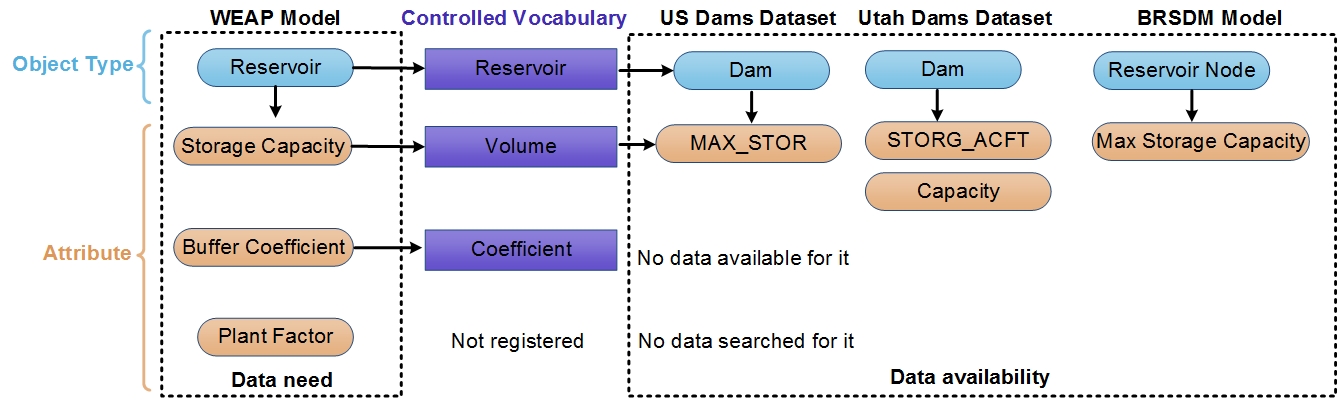 WEAP Model
Controlled Vocabulary
US Dams Dataset
Utah Dams Dataset
BRSDM Model
Object Type
Reservoir
Reservoir
Dam
Dam
Reservoir Node
Storage Capacity
Volume
MAX_STOR
STORG_ACFT
Max Storage Capacity
Capacity
Attribute
Buffer Coefficient
Coefficient
No data available for it
Plant Factor
Not registered
No data searched for it
Data need
Data availability